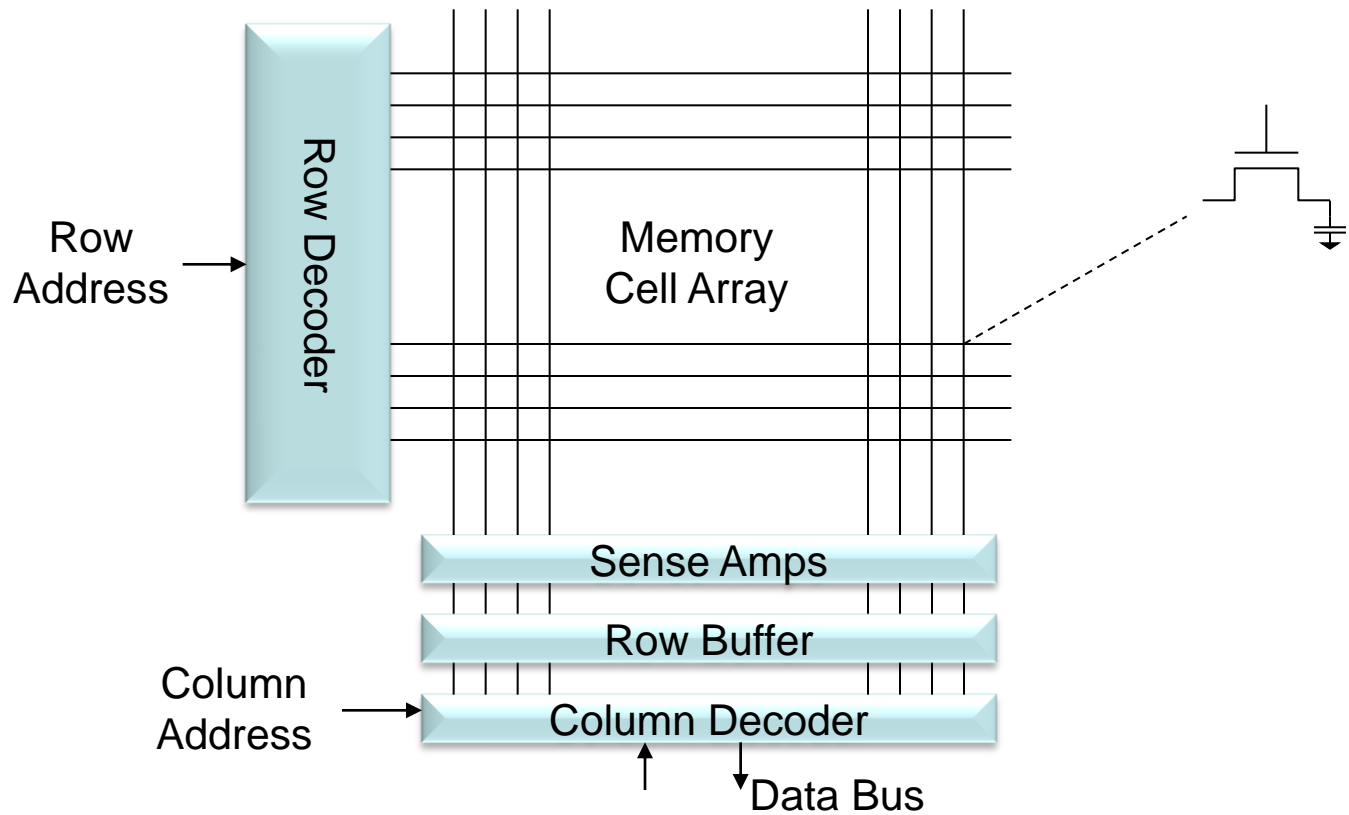 Row Decoder
Row
Address
Memory
Cell Array
Sense Amps
Row Buffer
Column
Address
Column Decoder
Data Bus